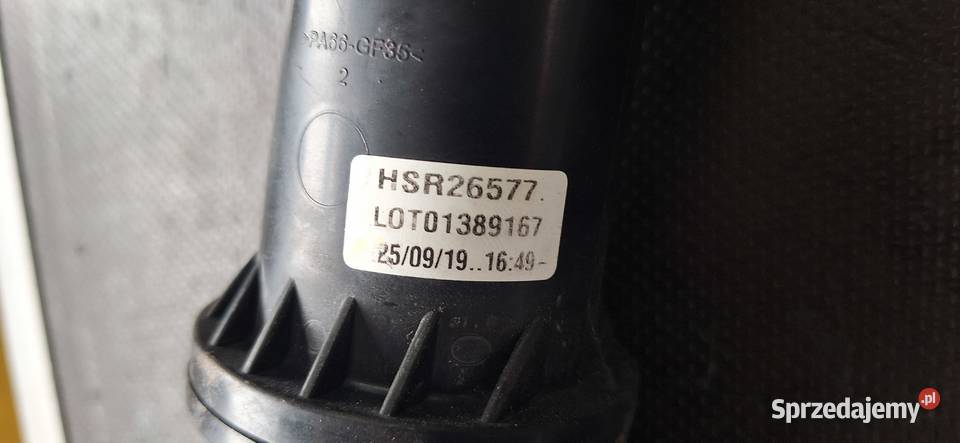 >PA66-GF35<
2
HSR26577.
LOT01389167
25/09/19..16:49-
Sprzedajemy.pl